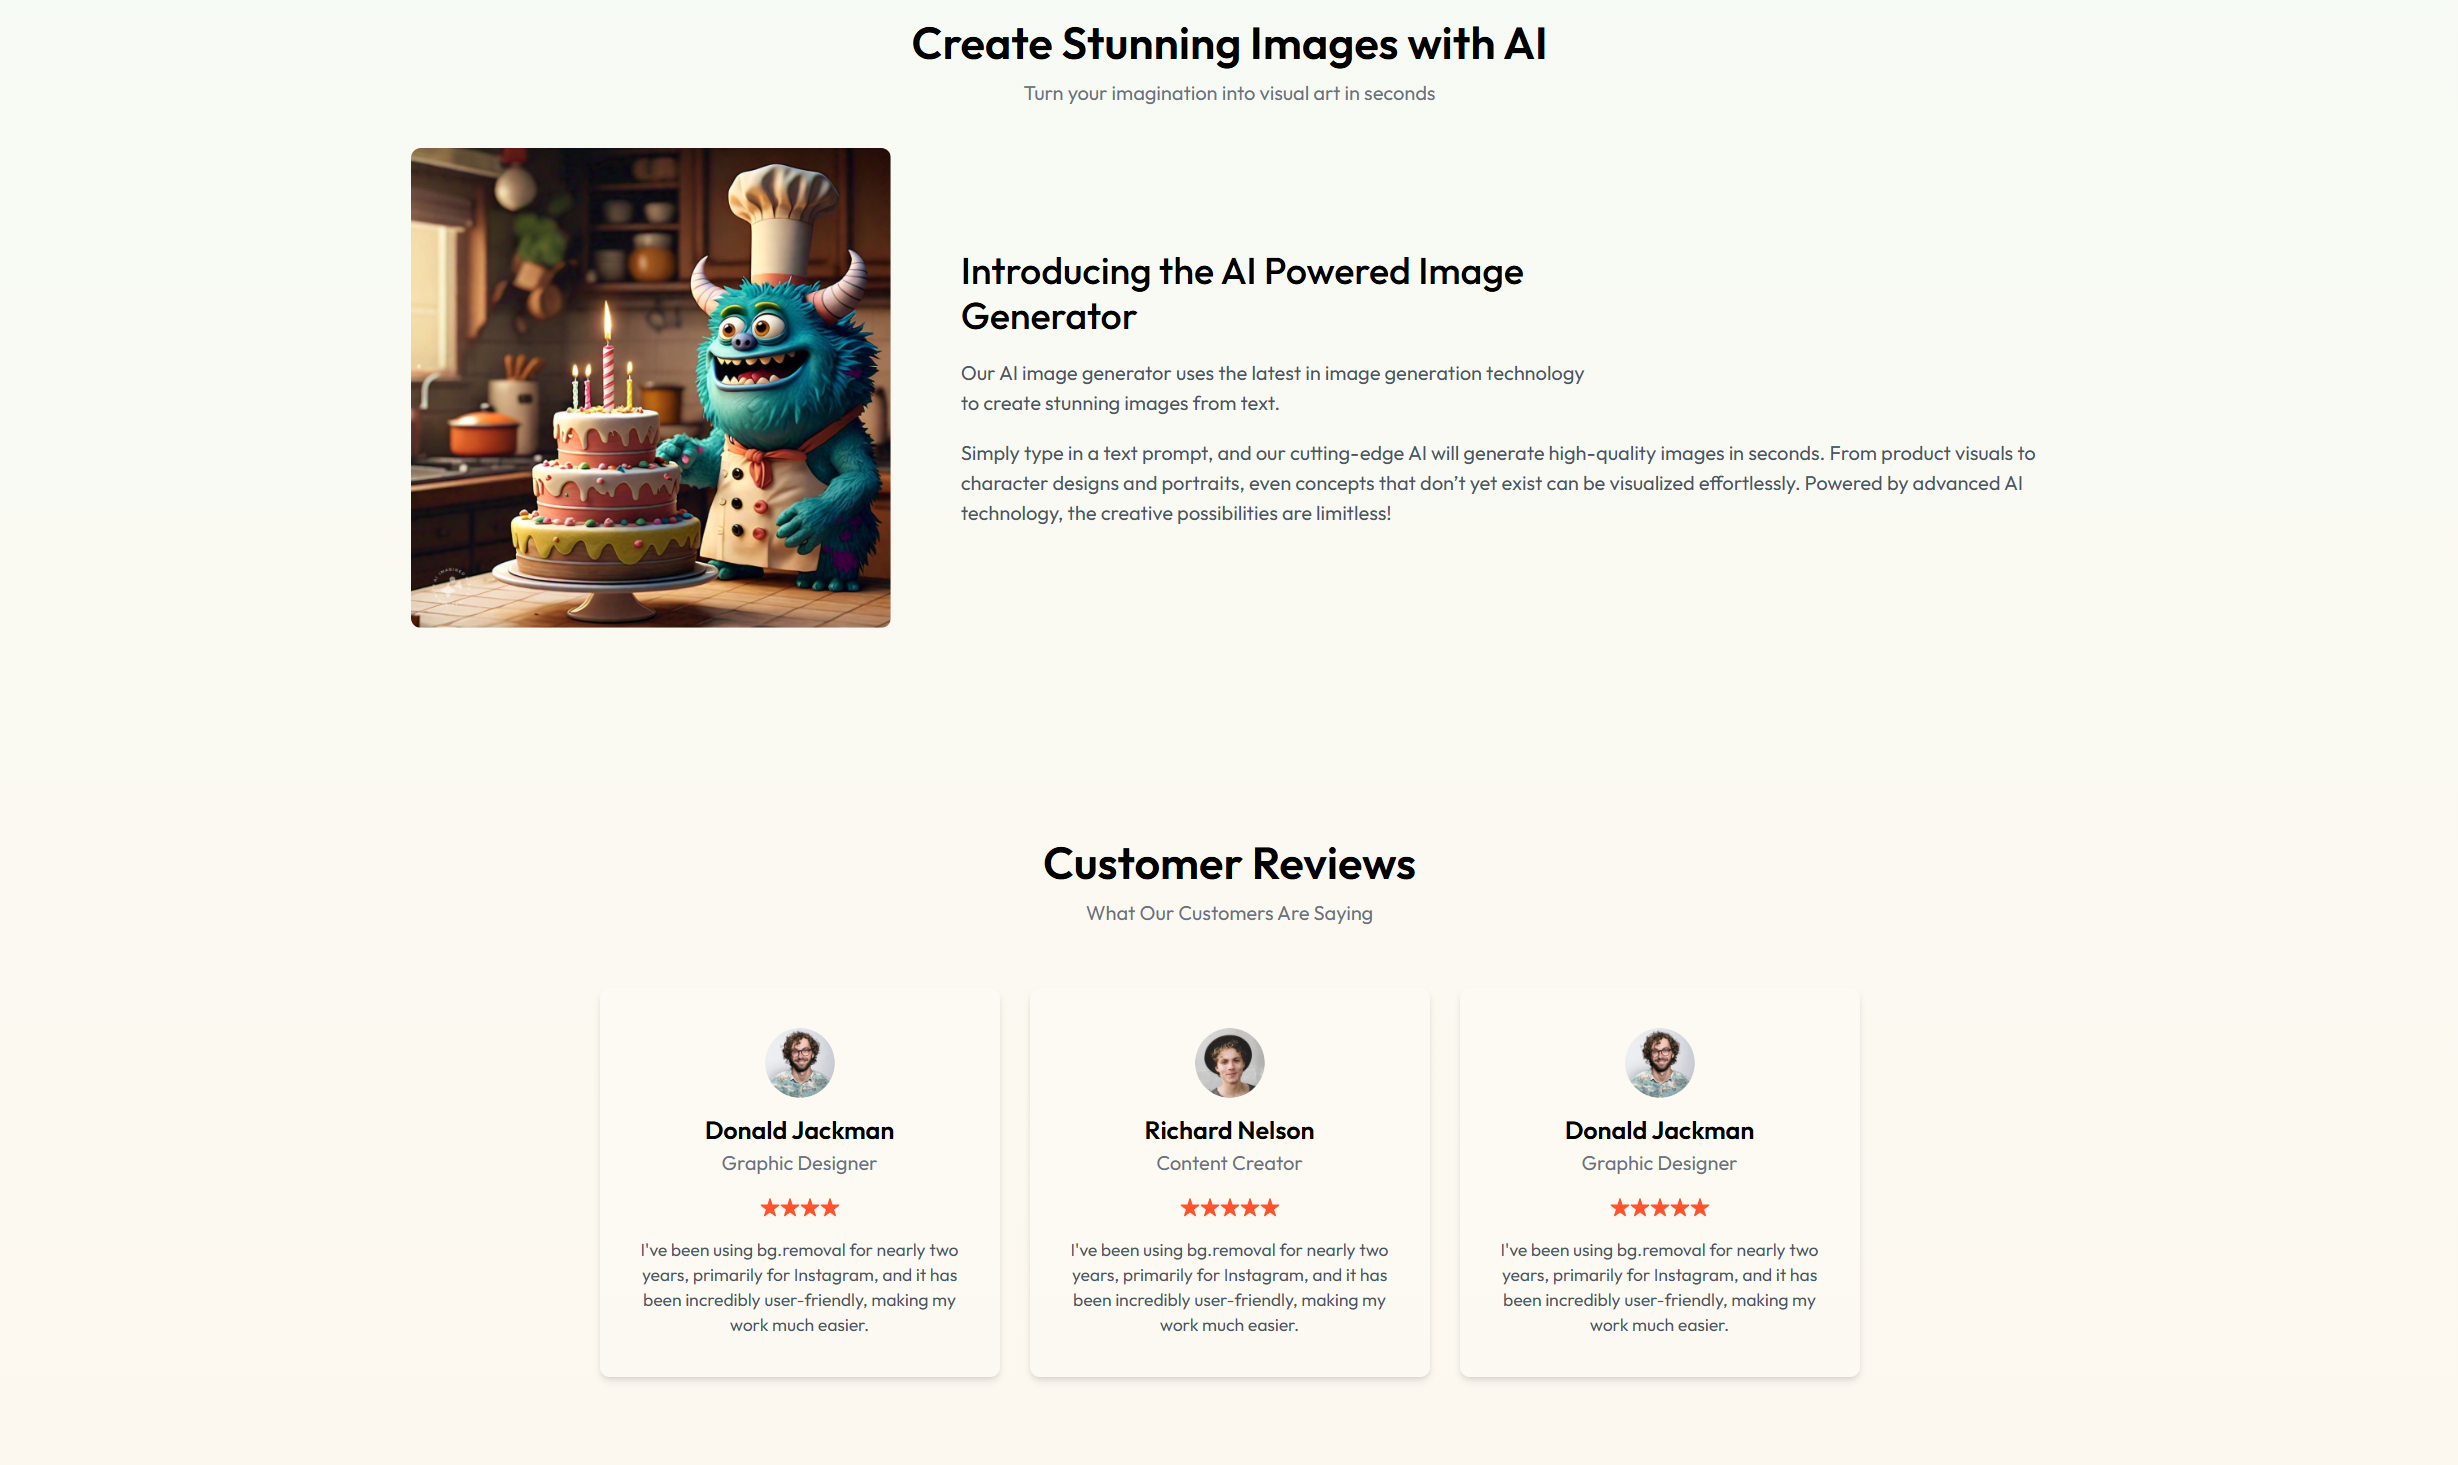 Create Stunning Images with AI
Turn your imagination into visual art in seconds
Introducing the AI Powered Image
Generator
Our AI image generator uses the latest in image generation technology
to create stunning images from text.
Simply type in a text prompt, and our cutting-edge AI will generate high-quality images in seconds. From product visuals to
character designs and portraits, even concepts that don’t yet exist can be visualized effortlessly. Powered by advanced AI
technology, the creative possibilities are limitless!
Customer Reviews
What Our Customers Are Saying
Donald Jackman
Graphic Designer
I've been using bg.removal for nearly two
years, primarily for Instagram, and it has
been incredibly user-friendly, making my
work much easier.
Richard Nelson
Content Creator
I've been using bg.removal for nearly two
years, primarily for Instagram, and it has
been incredibly user-friendly, making my
work much easier.
Donald Jackman
Graphic Designer
I've been using bg.removal for nearly two
years, primarily for Instagram, and it has
been incredibly user-friendly, making my
work much easier.